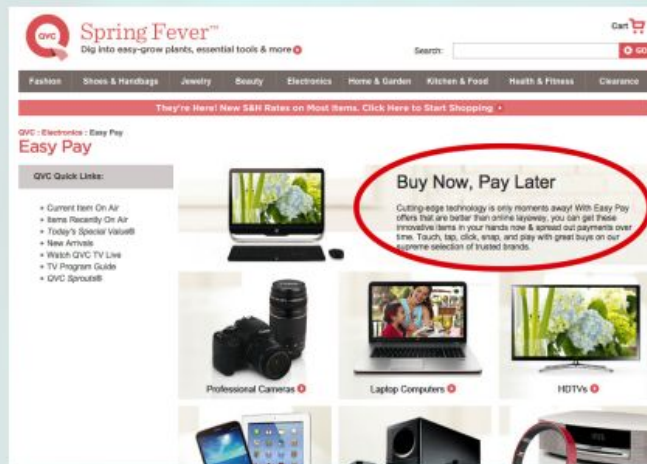 QVC
Spring Fever™
Dig into easy-grow plants, essential tools & more
Cart
Search:
GO
Fashion Shoes & Handbags Jewelry Beauty Electronics Home & Garden Kitchen & Food Health & Fitness Clearance
They're Here! New S&H Rates on Most Items. Click Here to Start Shopping
QVC : Electronics : Easy Pay
Easy Pay
QVC Quick Links:
Current Item On Air
Items Recently On Air
Today's Special Value®
New Arrivals
Watch QVC TV Live
TV Program Guide
QVC Sprouts®
Buy Now, Pay Later
Cutting-edge technology is only moments away! With Easy Pay
offers that are better than online layaway, you can get these
innovative items in your hands now & spread out payments over
time. Touch, tap, click, snap, and play with great buys on our
supreme selection of trusted brands.
Professional Cameras
Laptop Computers
HDTVs